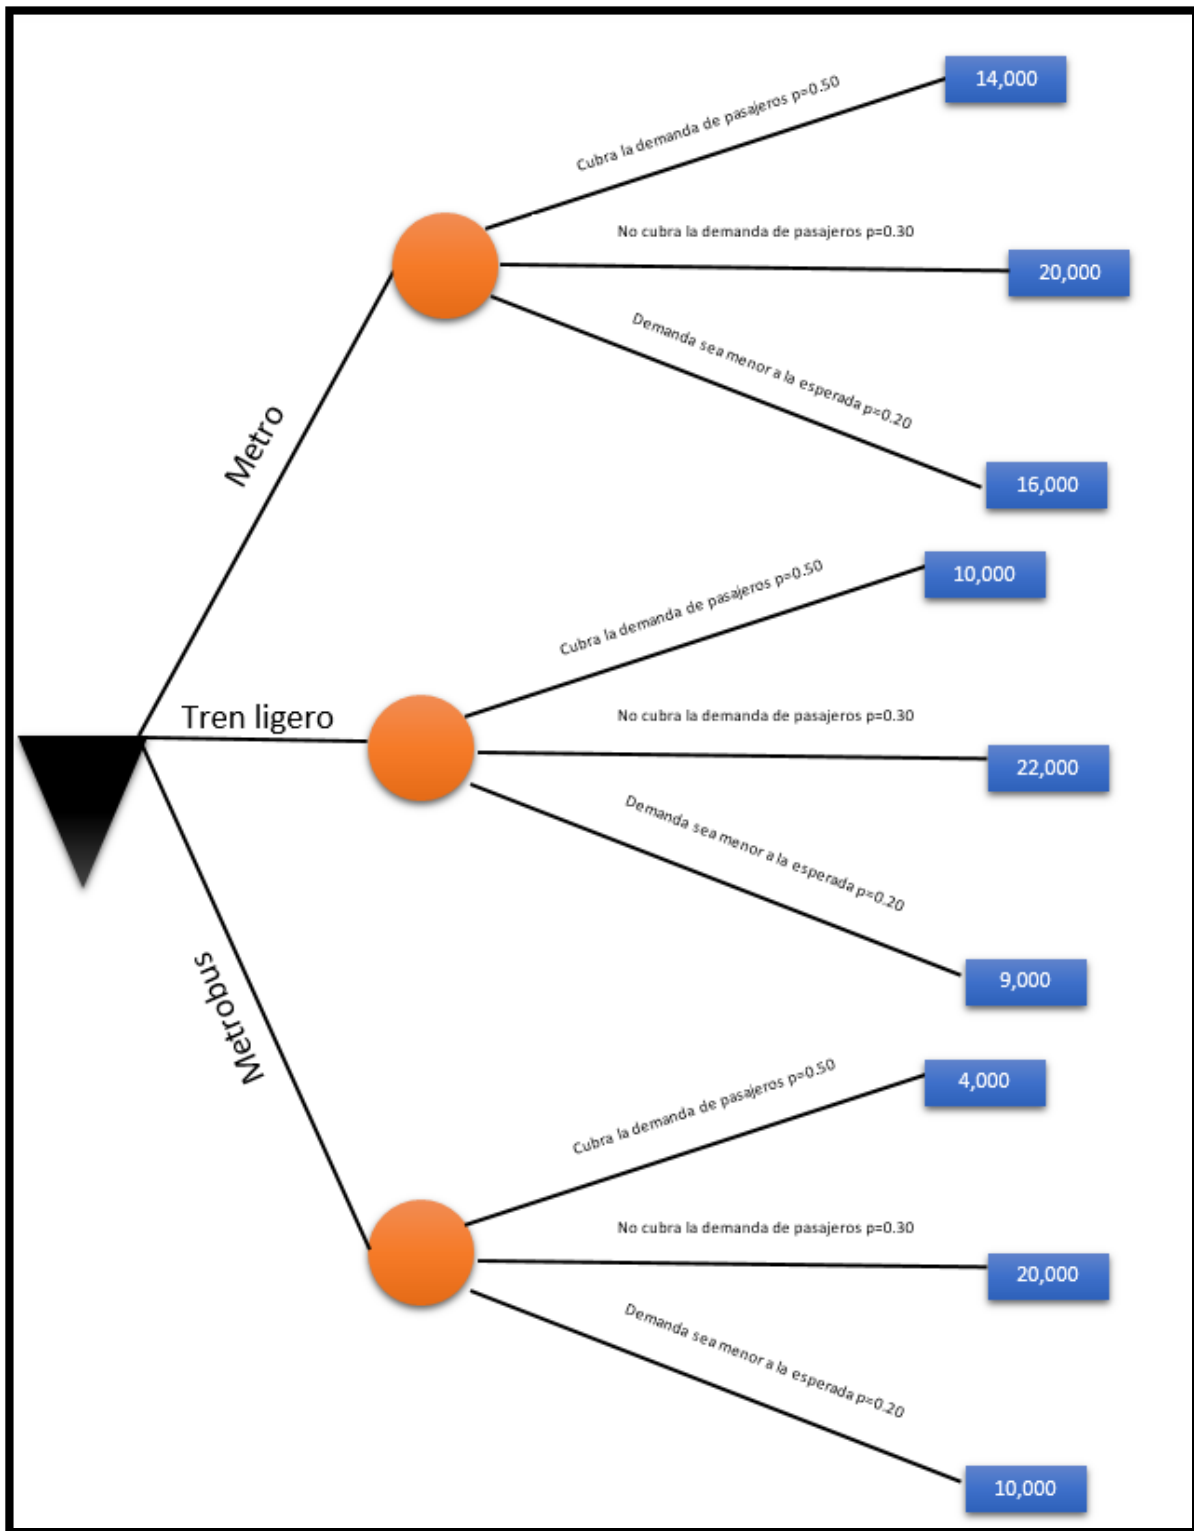 Cubra la demanda de pasajeros p=0.50
14,000
No cubra la demanda de pasajeros p=0.30
20,000
Demanda sea menor a la esperada p=0.20
16,000
Metro
Cubra la demanda de pasajeros p=0.50
10,000
Tren ligero
No cubra la demanda de pasajeros p=0.30
22,000
Demanda sea menor a la esperada p=0.20
9,000
Metrobus
Cubra la demanda de pasajeros p=0.50
4,000
No cubra la demanda de pasajeros p=0.30
20,000
Demanda sea menor a la esperada p=0.20
10,000